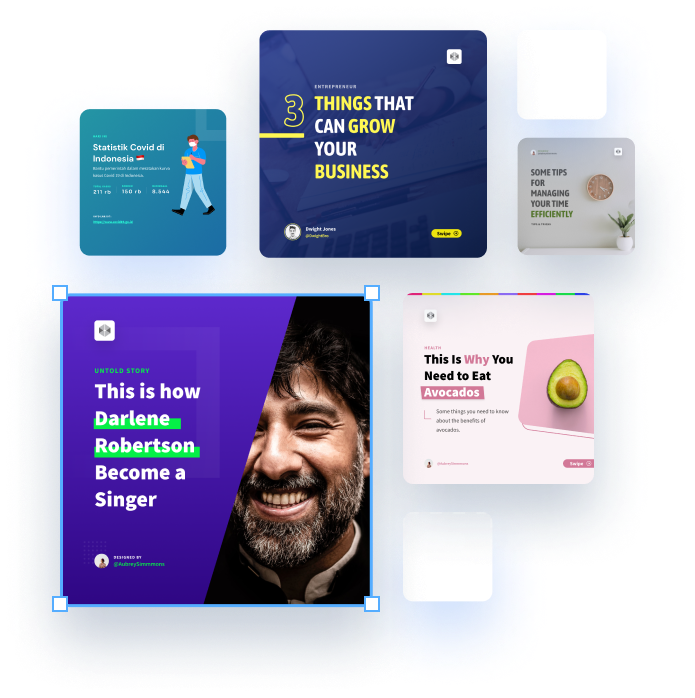 ENTREPRENEUR
3
THINGS THAT
CAN GROW
YOUR
BUSINESS
Dwight Jones
Swipe
Statistik Covid di
Indonesia 🇮🇩
211 rb
150 rb
8.544
SOME TIPS
FOR
MANAGING
YOUR TIME
EFFICIENTLY
UNTOLD STORY
This is how
Darlene
Robertson
Become a
Singer
DESIGNED BY
@AubreySimmmons
HEALTH
This Is Why You
Need to Eat
Avocados
Some things you need to know
about the benefits of
avocados.
Swipe